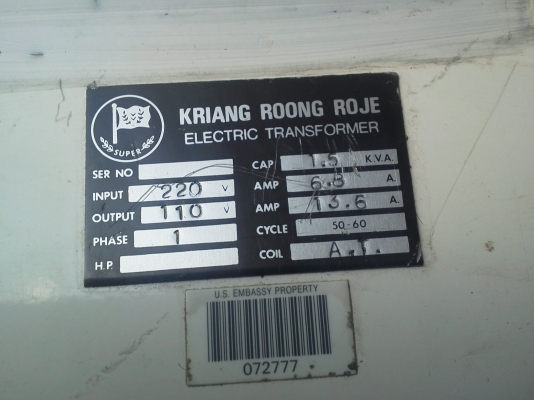 KRIANG ROONG ROJE
ELECTRIC TRANSFORMER
SUPER
SER NO
CAP 1.5 K.V.A.
INPUT 220 V
AMP 6.8 A.
OUTPUT 110 V
AMP 13.6 A.
PHASE 1
CYCLE 50-60
H.P.
COIL A.T.
U.S. EMBASSY PROPERTY
072777